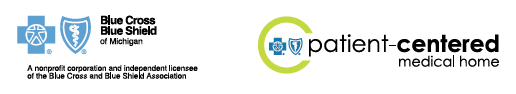 Blue Cross
Blue Shield
of Michigan
A nonprofit corporation and independent licensee
of the Blue Cross and Blue Shield Association
patient-centered
medical home